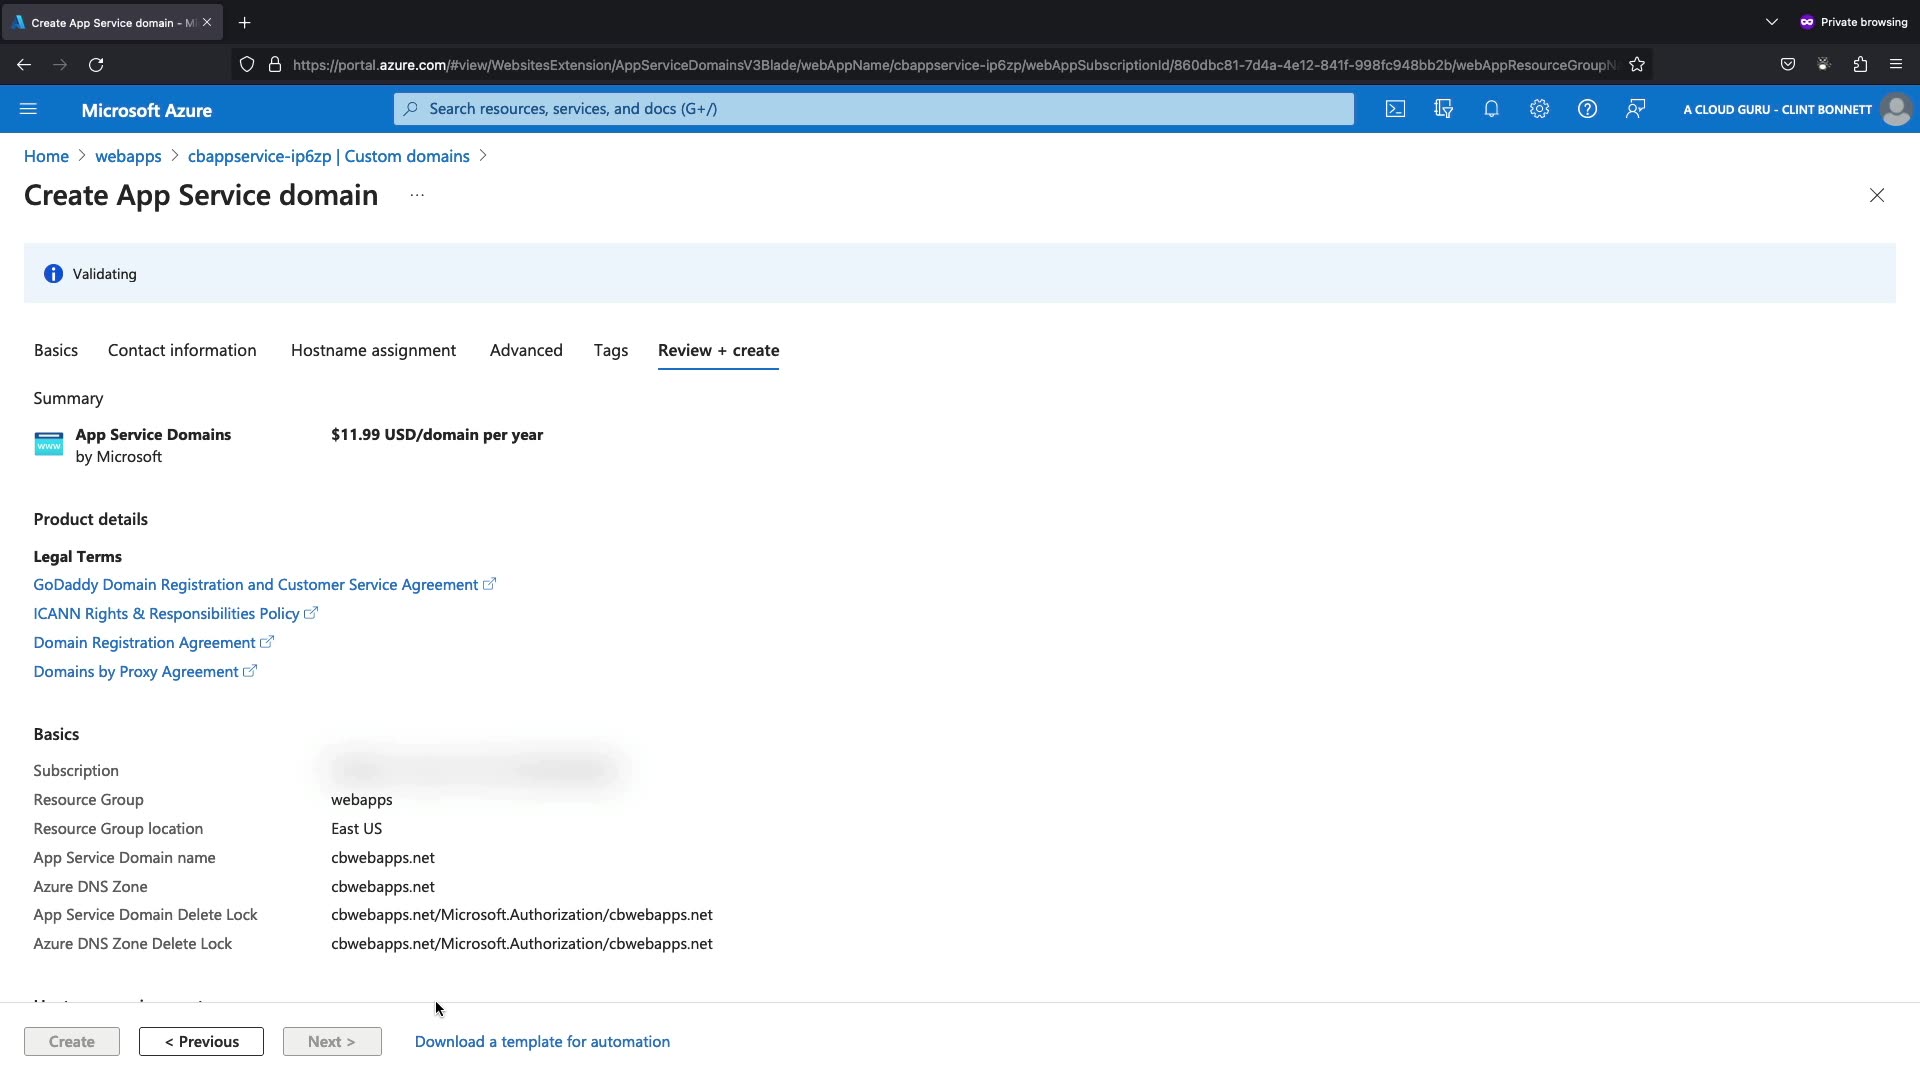 Create App Service domain - M
Private browsing
https://portal.azure.com/#view/WebsitesExtension/AppServiceDomainsV3Blade/webAppName/cbappservice-ip6zp/webAppSubscriptionId/860dbc81-7d4a-4e12-841f-998fc948bb2b/webAppResourceGroupN
Microsoft Azure
Search resources, services, and docs (G+/)
A CLOUD GURU - CLINT BONNETT
Home > webapps > cbappservice-ip6zp | Custom domains >
Create App Service domain ...
Validating
Basics Contact information Hostname assignment Advanced Tags Review + create
Summary
App Service Domains $11.99 USD/domain per year
by Microsoft
www
Product details
Legal Terms
GoDaddy Domain Registration and Customer Service Agreement
ICANN Rights & Responsibilities Policy
Domain Registration Agreement
Domains by Proxy Agreement
Basics
Subscription
Resource Group webapps
Resource Group location East US
App Service Domain name cbwebapps.net
Azure DNS Zone cbwebapps.net
App Service Domain Delete Lock cbwebapps.net/Microsoft.Authorization/cbwebapps.net
Azure DNS Zone Delete Lock cbwebapps.net/Microsoft.Authorization/cbwebapps.net
Create < Previous Next > Download a template for automation